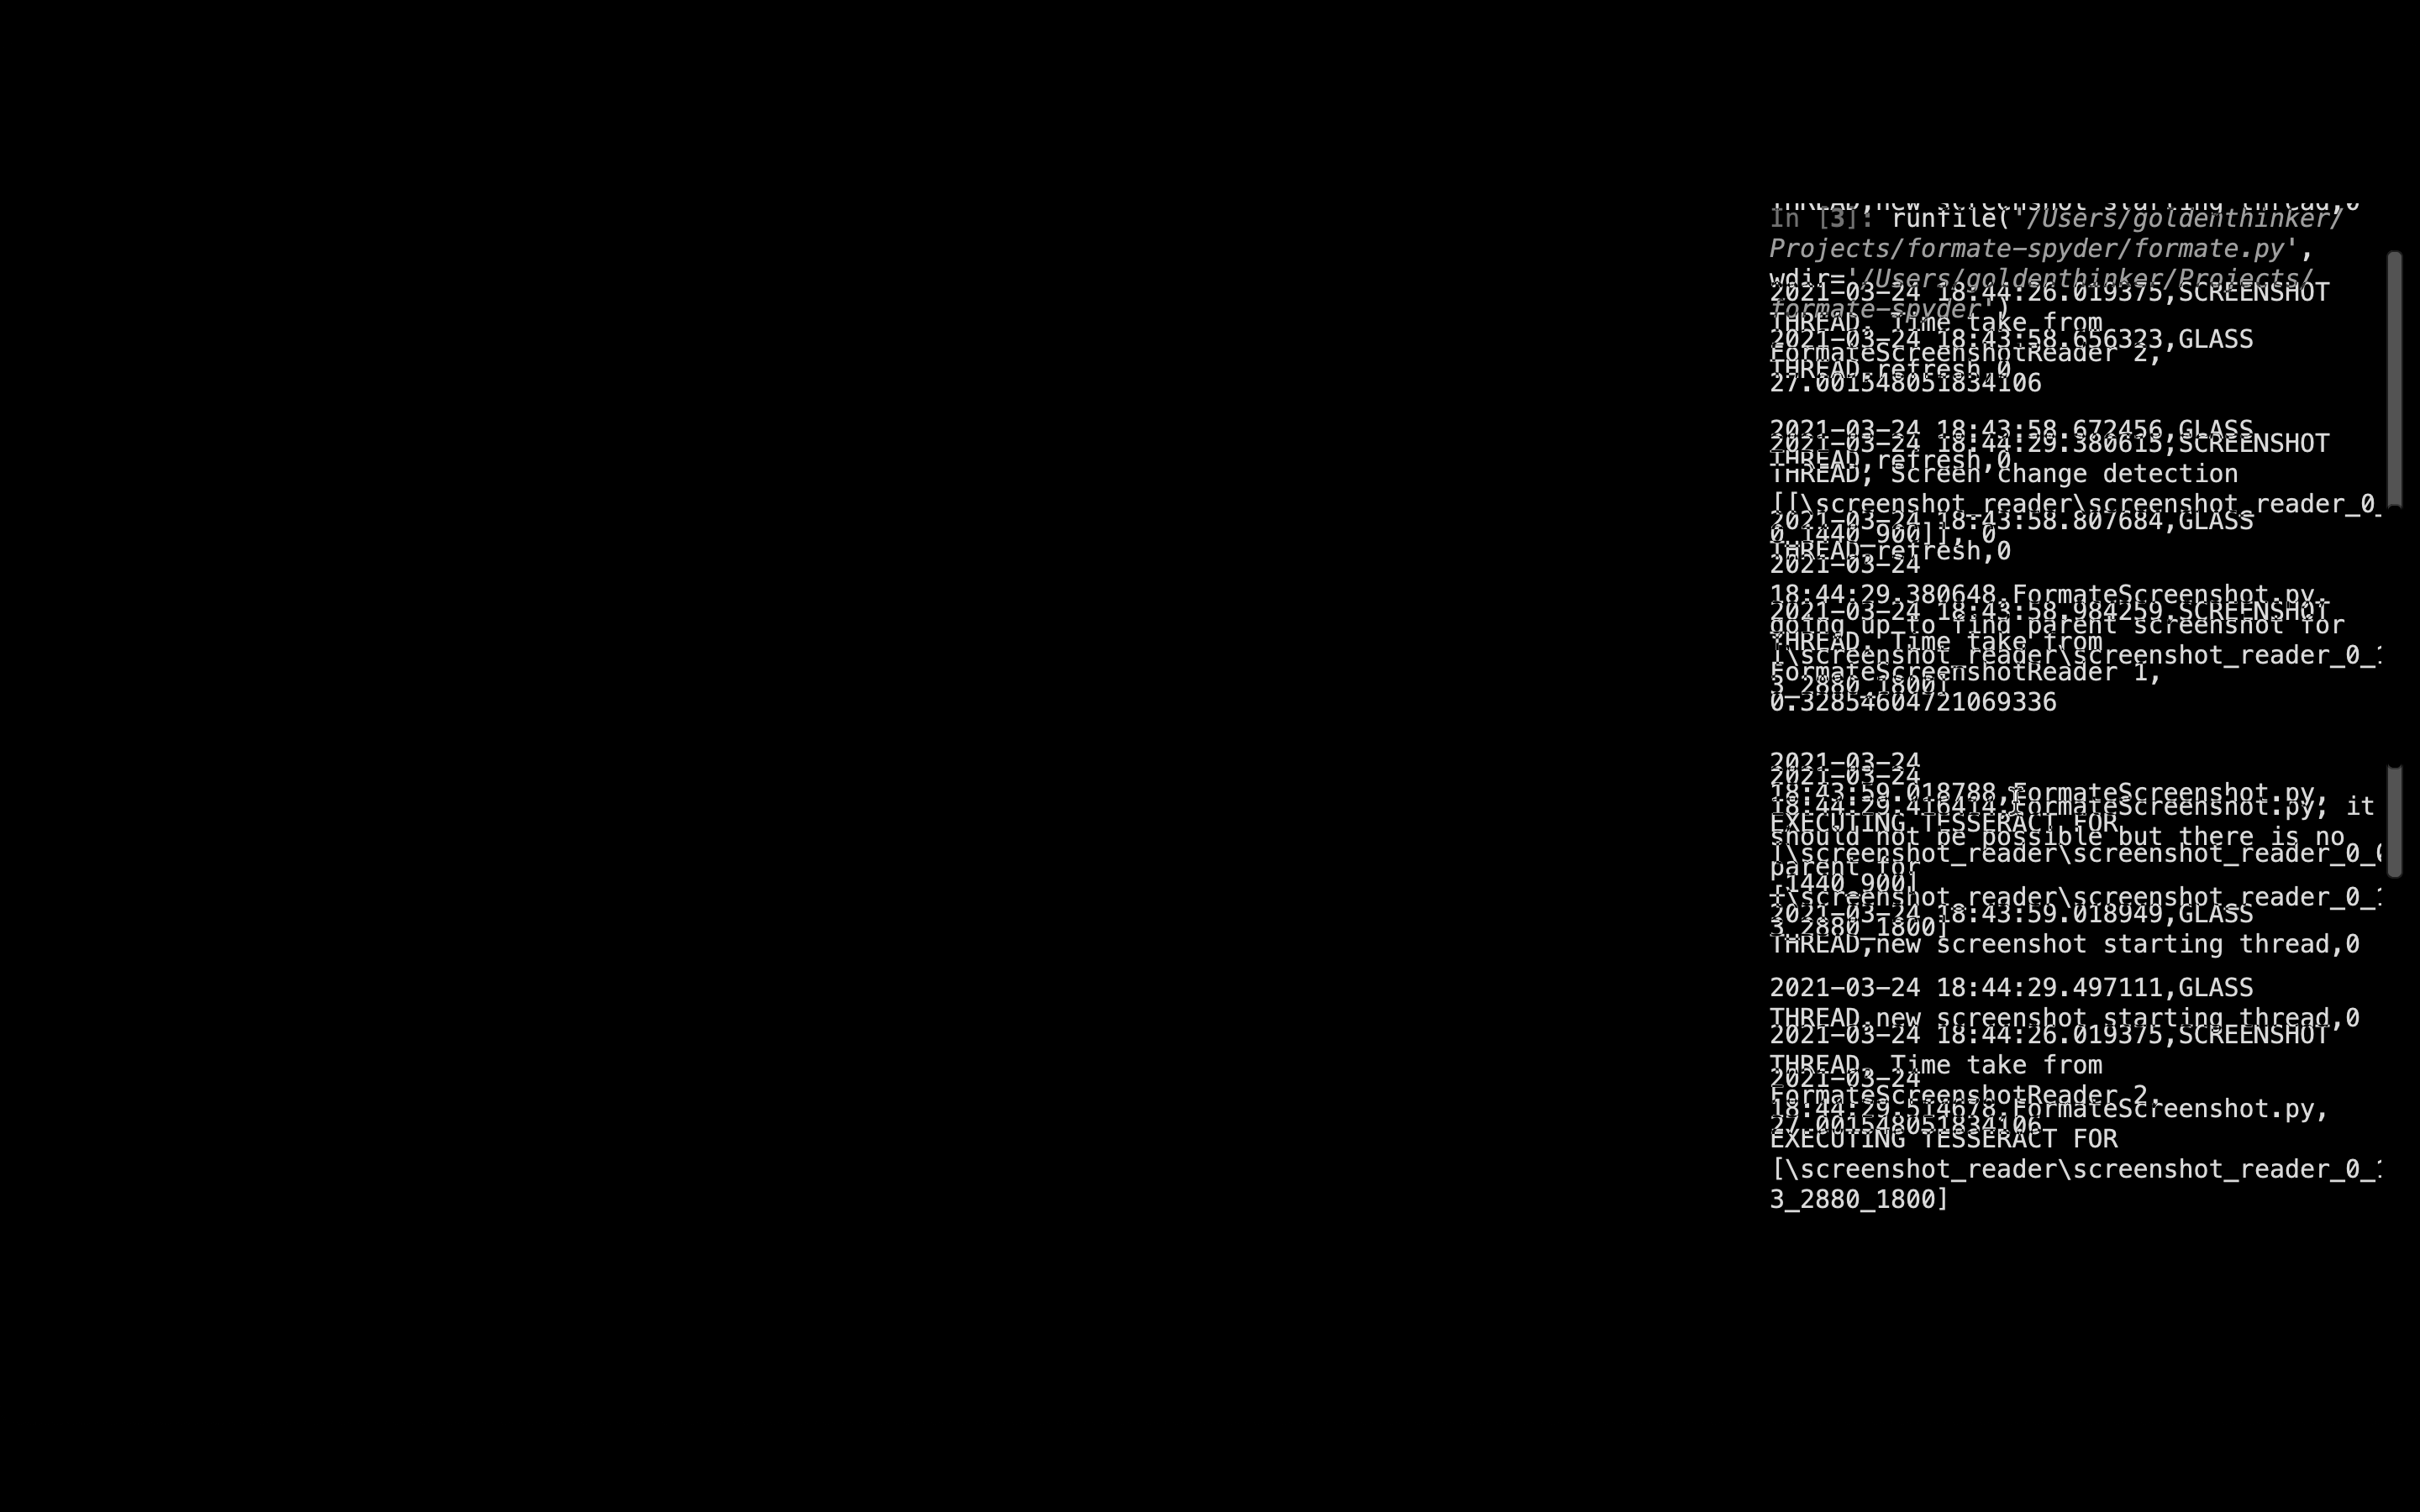 THREAD,new screenshot starting thread,0
In [3]: runfile('/Users/goldenthinker/
Projects/formate-spyder/formate.py',
wdir='/Users/goldenthinker/Projects/
2021-03-24 18:44:26.019375,SCREENSHOT
formate-spyder')
THREAD, Time take from
2021-03-24 18:43:58.656323,GLASS
FormateScreenshotReader 2,
THREAD,refresh,0
27.001548051834106
2021-03-24 18:43:58.672456,GLASS
2021-03-24 18:44:29.380615,SCREENSHOT
THREAD,refresh,0
THREAD, Screen change detection
[[\screenshot_reader\screenshot_reader_0_
2021-03-24 18:43:58.807684,GLASS
0_1440_900]], 0
THREAD,refresh,0
2021-03-24
18:44:29.380648,FormateScreenshot.py,
2021-03-24 18:43:58.984259,SCREENSHOT
going up to find parent screenshot for
THREAD, Time take from
[\screenshot_reader\screenshot_reader_0_1
FormateScreenshotReader 1,
3_2880_1800]
0.32854604721069336
2021-03-24
2021-03-24
18:43:59.018788,FormateScreenshot.py,
18:44:29.416414,FormateScreenshot.py, it
EXECUTING TESSERACT FOR
should not be possible but there is no
[\screenshot_reader\screenshot_reader_0_0
parent for
_1440_900]
[\screenshot_reader\screenshot_reader_0_1
2021-03-24 18:43:59.018949,GLASS
3_2880_1800]
THREAD,new screenshot starting thread,0
2021-03-24 18:44:29.497111,GLASS
THREAD,new screenshot starting thread,0
2021-03-24 18:44:26.019375,SCREENSHOT
THREAD, Time take from
2021-03-24
FormateScreenshotReader 2,
18:44:29.514678,FormateScreenshot.py,
27.001548051834106
EXECUTING TESSERACT FOR
[\screenshot_reader\screenshot_reader_0_1
3_2880_1800]